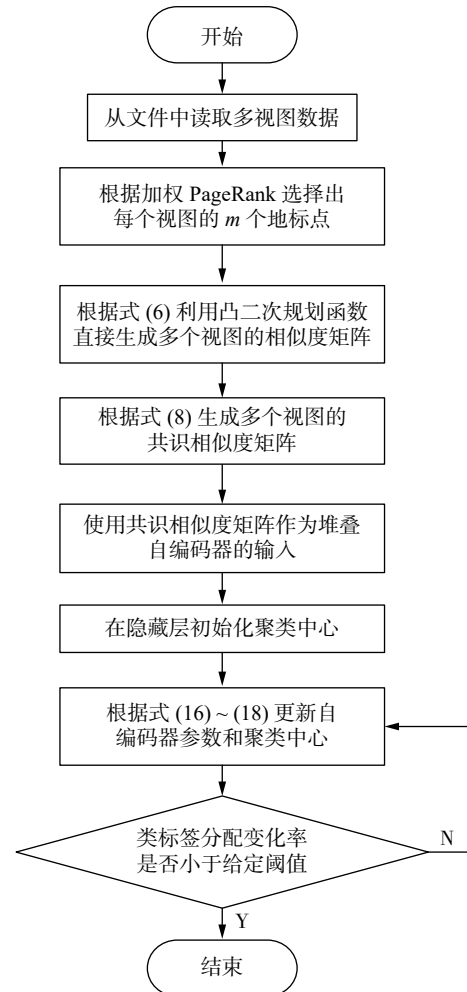 开始
从文件中读取多视图数据
根据加权 PageRank 选择出
每个视图的 m 个地标点
根据式 (6) 利用凸二次规划函数
直接生成多个视图的相似度矩阵
根据式 (8) 生成多个视图的
共识相似度矩阵
使用共识相似度矩阵作为堆叠
自编码器的输入
在隐藏层初始化聚类中心
根据式 (16) ~ (18) 更新自
编码器参数和聚类中心
类标签分配变化率
是否小于给定阈值
N
Y
结束